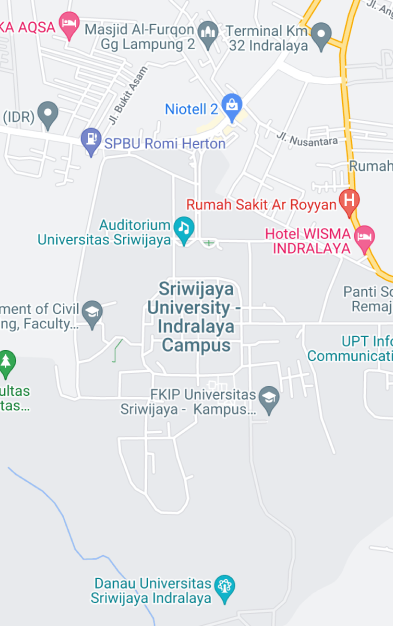 KA AQSA
Masjid Al-Furqon
Gg Lampung 2
Terminal Km
32 Indralaya
Jl. Bukit Asam
Niotell 2
(IDR)
Jl. Nusantara
SPBU Romi Herton
Rumah
Rumah Sakit Ar Royyan
H
Auditorium
Universitas Sriwijaya
Hotel WISMA
INDRALAYA
Sriwijaya
University -
Indralaya
Campus
Panti So
Remaj
ment of Civil
ng, Faculty...
UPT Info
Communicati
ultas
tas...
FKIP Universitas
Sriwijaya - Kampus...
Danau Universitas
Sriwijaya Indralaya